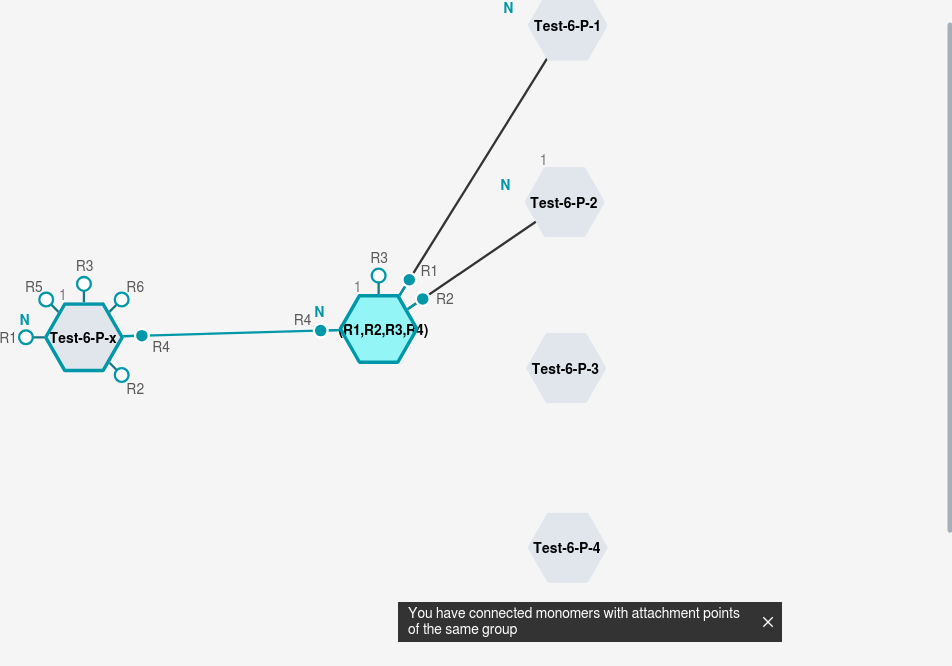 N
Test-6-P-1
1
N
Test-6-P-2
R3
R1
R2
1
N
R4
(R1,R2,R3,R4)
R3
R5
1
R6
N
R1
Test-6-P-x
R4
R2
Test-6-P-3
Test-6-P-4
You have connected monomers with attachment points
of the same group